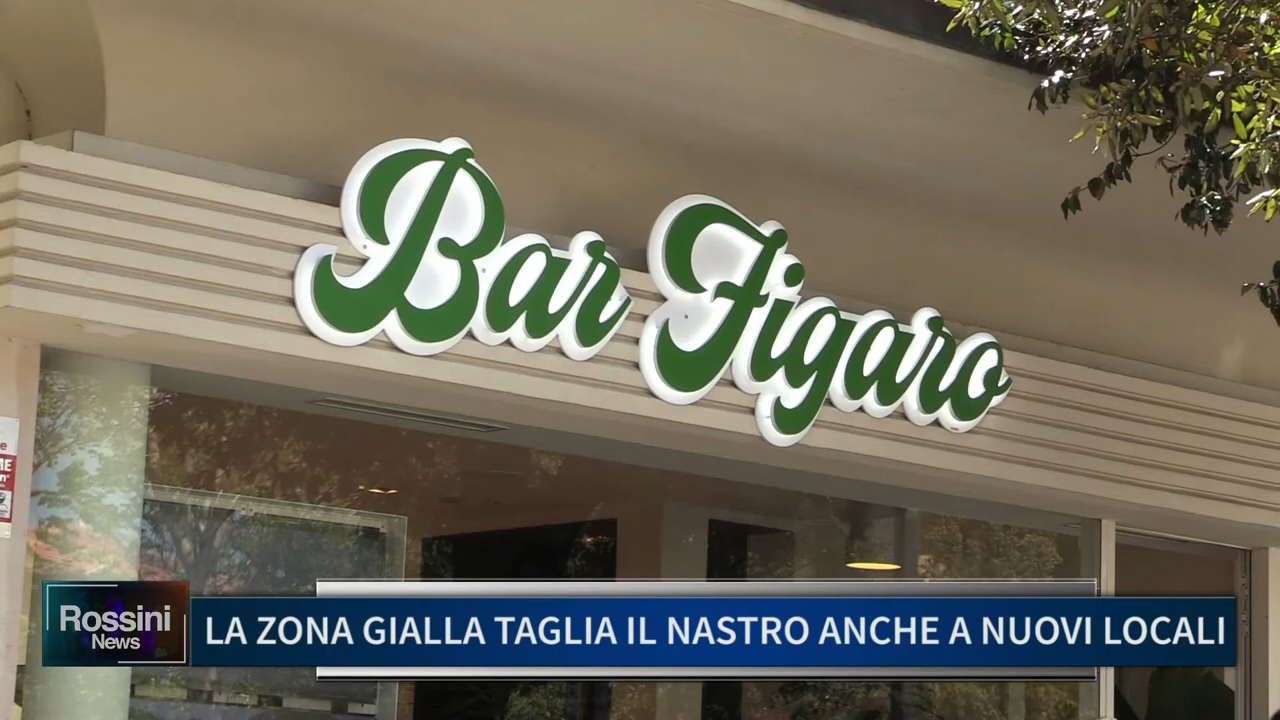 Bar Figaro
Rossini
News
LA ZONA GIALLA TAGLIA IL NASTRO ANCHE A NUOVI LOCALI